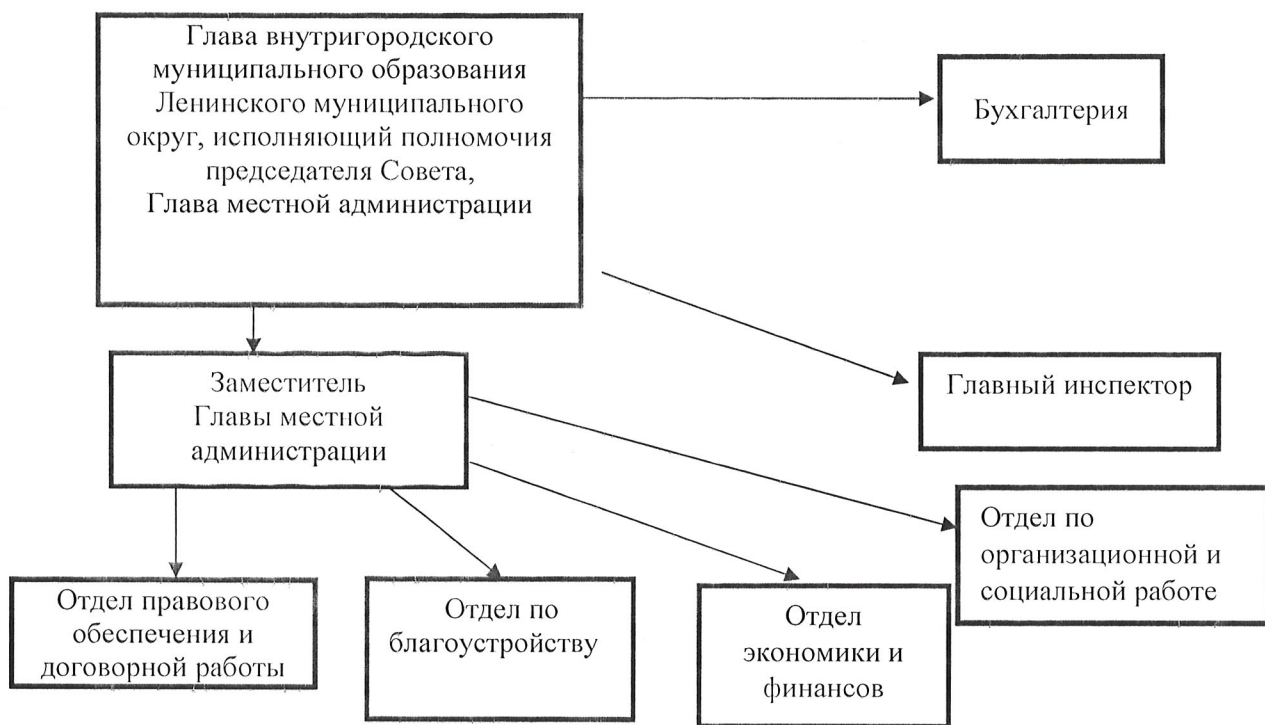 Глава внутригородского
муниципального образования
Ленинского муниципального
округ, исполняющий полномочия
председателя Совета,
Глава местной администрации
Бухгалтерия
Главный инспектор
Заместитель
Главы местной
администрации
Отдел по
организационной и
социальной работе
Отдел правового
обеспечения и
договорной работы
Отдел по
благоустройству
Отдел
экономики и
финансов